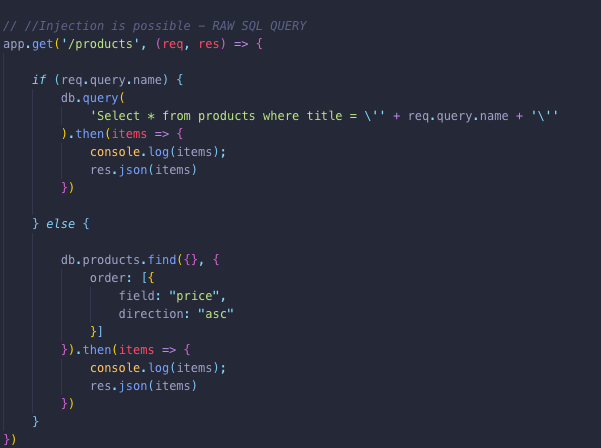 // //Injection is possible - RAW SQL QUERY
app.get('/products', (req, res) => {
if (req.query.name) {
db.query(
'Select * from products where title = \'' + req.query.name + '\''
).then(items => {
console.log(items);
res.json(items)
})
} else {
db.products.find({}, {
order: [{
field: "price",
direction: "asc"
}]
}).then(items => {
console.log(items);
res.json(items)
})
}
})